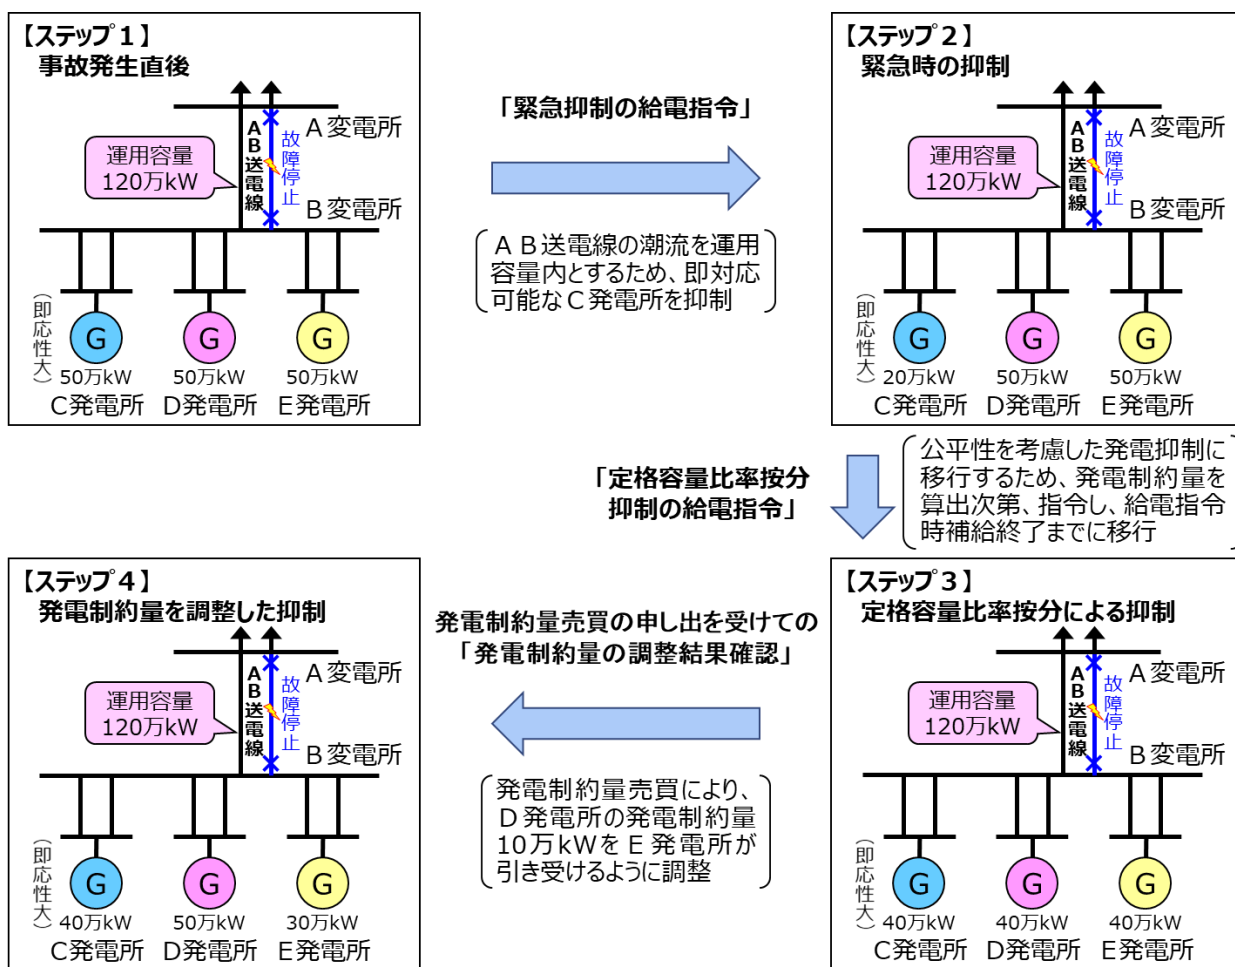 【ステップ１】
事故発生直後
A変電所
AB送電線
故障停止
運用容量
120万kW
B変電所
（即応性大）
G
G
G
50万kW
50万kW
50万kW
C発電所
D発電所
E発電所
「緊急抑制の給電指令」
ＡＢ送電線の潮流を運用
容量内とするため、即対応
可能なＣ発電所を抑制
【ステップ２】
緊急時の抑制
A変電所
AB送電線
故障停止
運用容量
120万kW
B変電所
（即応性大）
G
G
G
20万kW
50万kW
50万kW
C発電所
D発電所
E発電所
「定格容量比率按分
抑制の給電指令」
公平性を考慮した発電抑制に
移行するため、発電制約量を
算出次第、指令し、給電指令
時補給終了までに移行
【ステップ３】
定格容量比率按分による抑制
A変電所
AB送電線
故障停止
運用容量
120万kW
B変電所
（即応性大）
G
G
G
40万kW
40万kW
40万kW
C発電所
D発電所
E発電所
発電制約量売買の申し出を受けての
「発電制約量の調整結果確認」
発電制約量売買により、
Ｄ発電所の発電制約量
10万kWをＥ発電所が
引き受けるように調整
【ステップ４】
発電制約量を調整した抑制
A変電所
AB送電線
故障停止
運用容量
120万kW
B変電所
（即応性大）
G
G
G
40万kW
50万kW
30万kW
C発電所
D発電所
E発電所